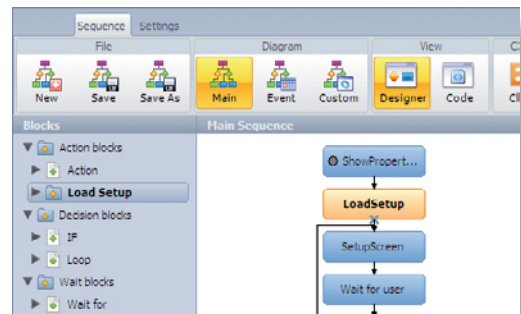 Sequence Settings
File Diagram View
New Save Save As Main Event Custom Designer Code
Blocks Main Sequence
Action blocks
Action
Load Setup
Decision blocks
IF
Loop
Wait blocks
Wait for
ShowPropert...
LoadSetup
SetupScreen
Wait for user